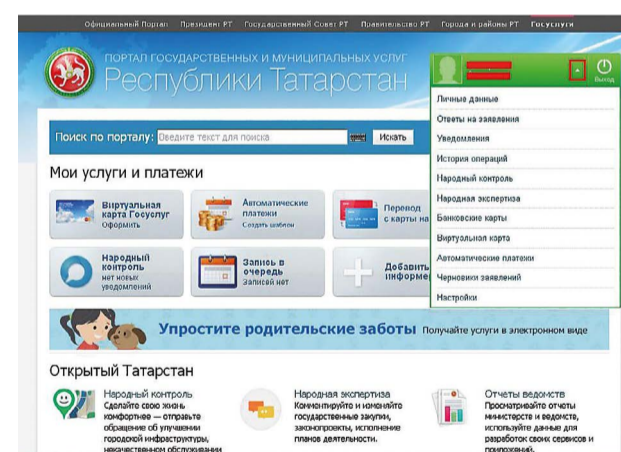 Официальный Портал Президент РТ Государственный Совет РТ Правительство РТ Города и районы РТ Госуслуги
ПОРТАЛ ГОСУДАРСТВЕННЫХ И МУНИЦИПАЛЬНЫХ УСЛУГ
Республики Татарстан
Выход
Личные данные
Ответы на заявления
Уведомления
История операций
Народный контроль
Народная экспертиза
Банковские карты
Виртуальная карта
Автоматические платежи
Черновики заявлений
Настройки
Поиск по порталу: Введите текст для поиска Искать
Мои услуги и платежи
Виртуальная
карта Госуслуг
Оформить
Автоматические
платежи
Создать шаблон
Перевод
с карты на
Народный
контроль
нет новых
уведомлений
Запись в
очередь
Записей нет
Добавить
информе
Упростите родительские заботы Получайте услуги в электронном виде
Открытый Татарстан
Народный контроль
Сделайте свою жизнь
комфортнее — отправьте
обращение об улучшении
городской инфраструктуры,
некачественном обслуживании
Народная экспертиза
Комментируйте и изменяйте
государственные закупки,
законопроекты, исполнение
планов деятельности.
Отчеты ведомств
Просматривайте отчеты
министерств и ведомств,
используйте данные для
разработок своих сервисов и
приложений.